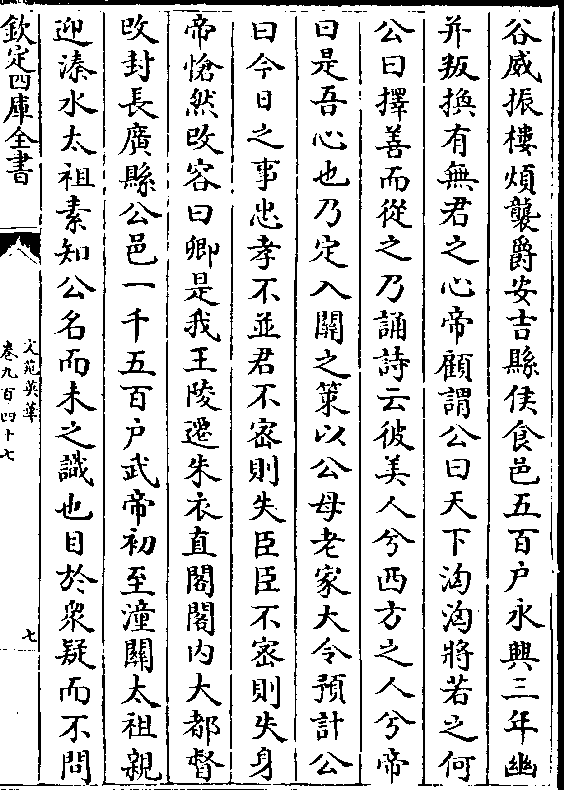 谷威振樓煩襲爵安吉縣侯食邑五百户永興三年幽
并叛換有無君之心帝顧謂公曰天下洶洶將若之何
公曰擇善而從之乃誦詩云彼美人兮西方之人兮帝
曰是吾心也乃定入關之策以公母老家大令預計公
曰今日之事忠孝不並君不密則失臣臣不密則失身
帝愴然改容曰卿是我王陵遷朱衣直閤閤内大都督
改封長廣縣公邑一千五百户武帝初至潼關太祖親
迎溱水太祖素知公名而未之識也目於衆疑而不問
欽定四庫全書
文苑英華
卷九百四十七
七